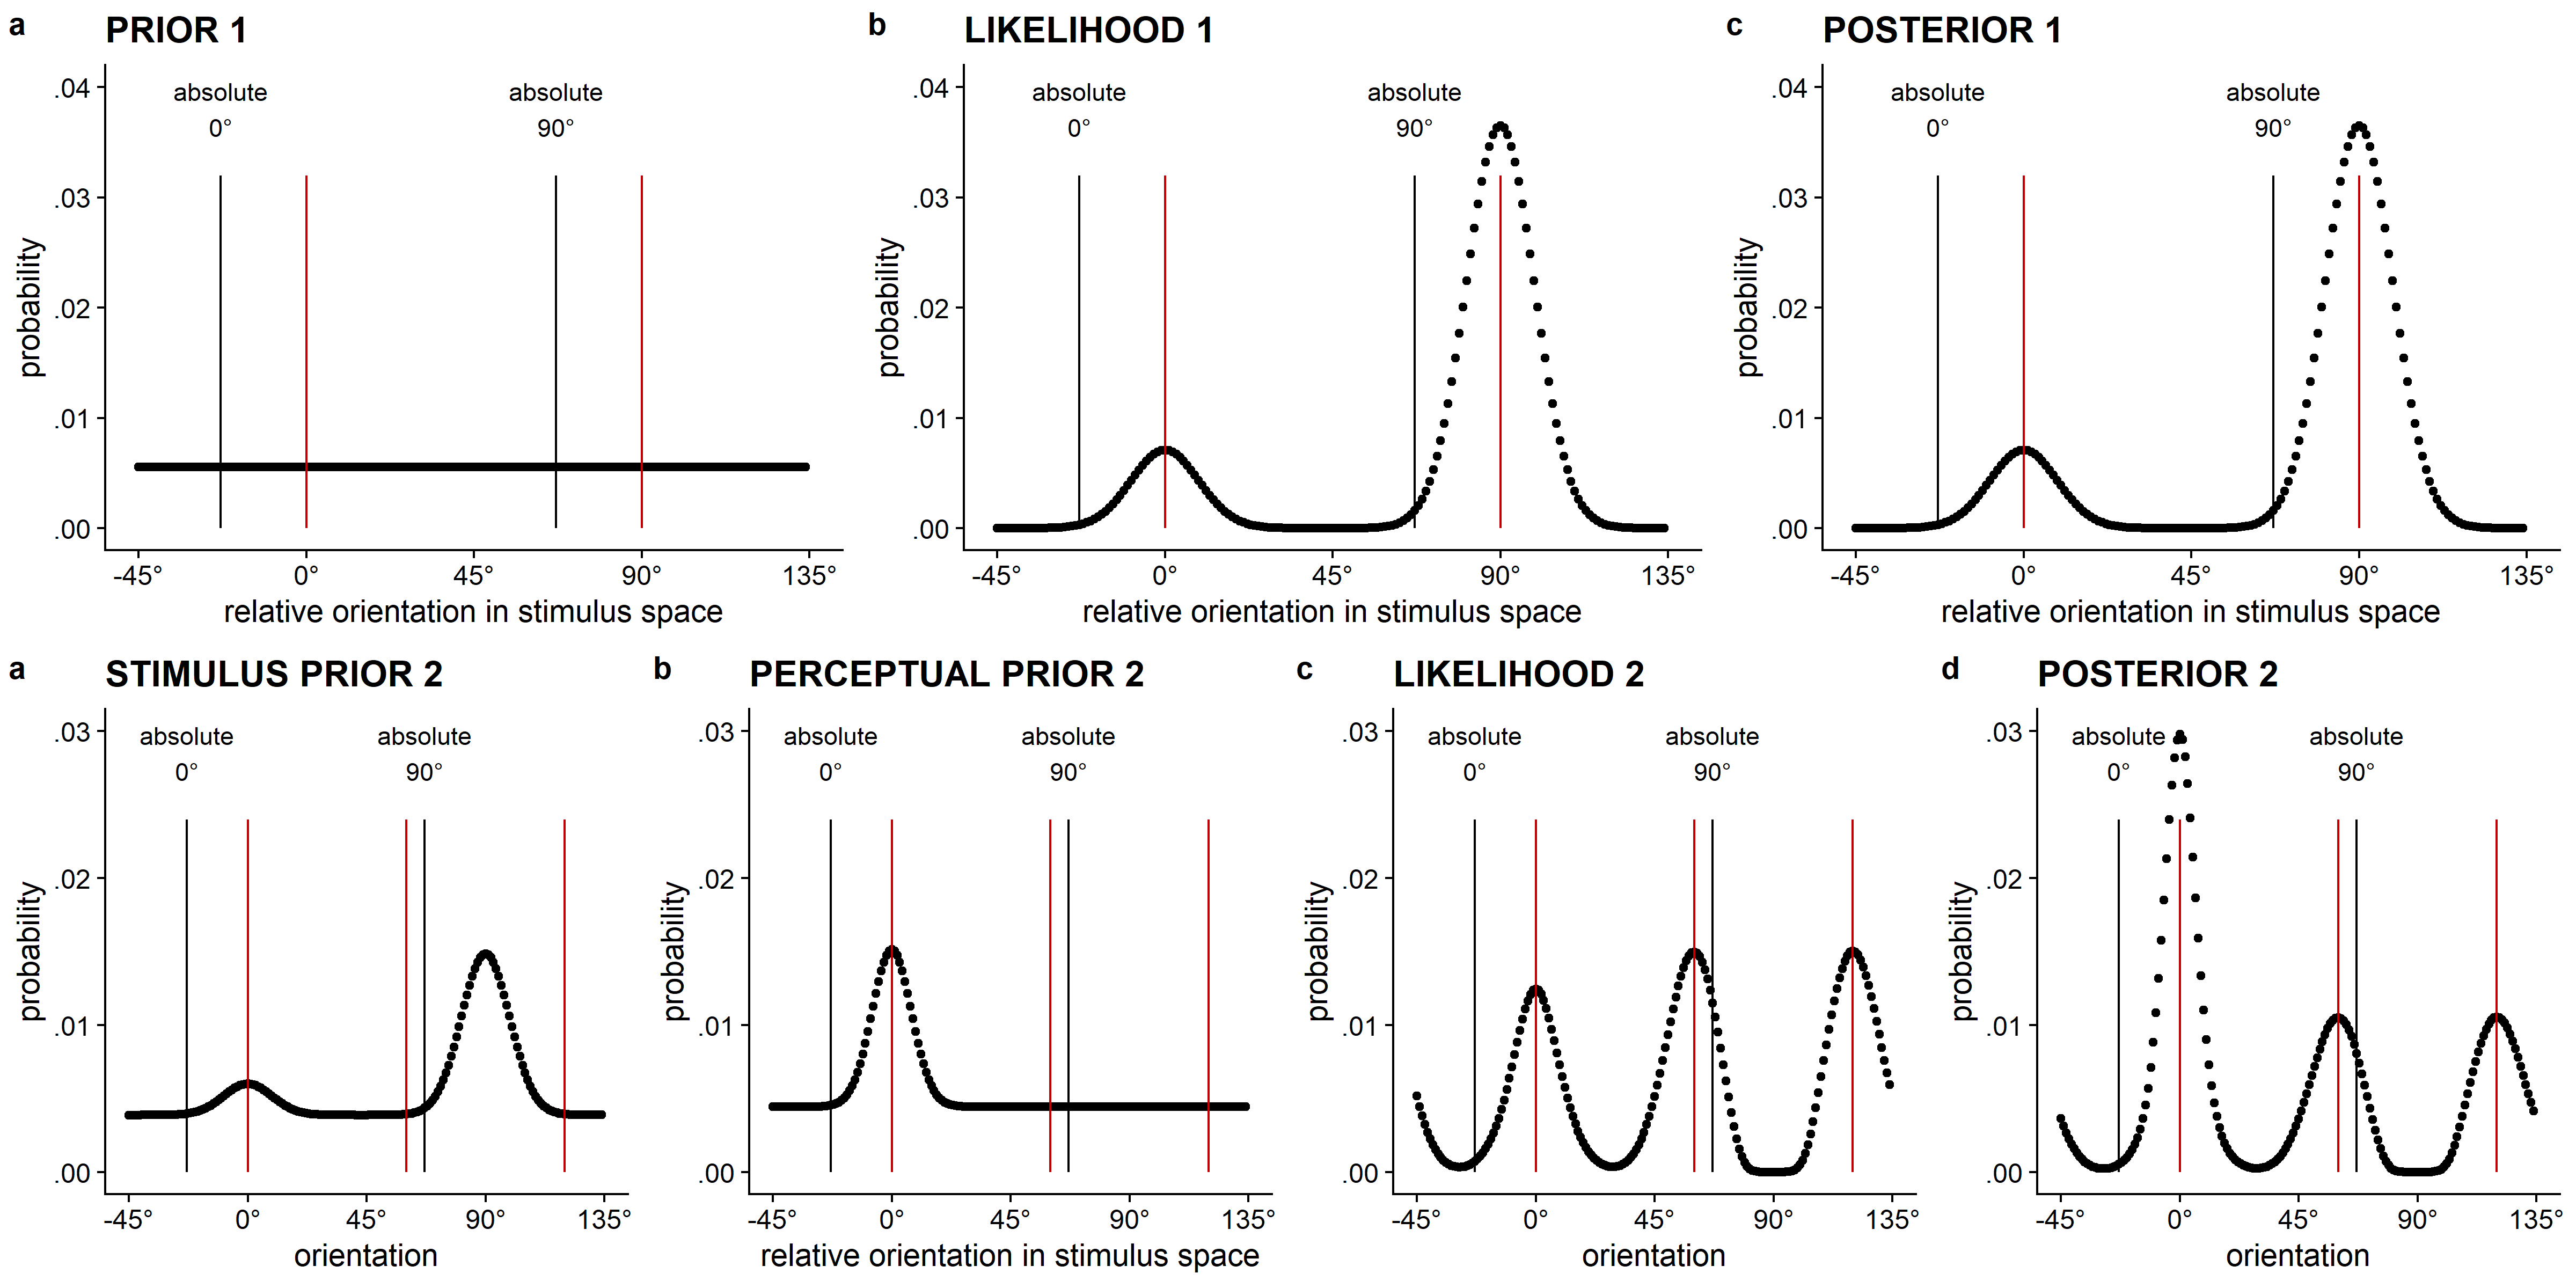 a PRIOR 1
absolute 0°
absolute 90°
.04
.03
.02
.01
.00
probability
-45° 0° 45° 90° 135°
relative orientation in stimulus space
b LIKELIHOOD 1
absolute 0°
absolute 90°
.04
.03
.02
.01
.00
probability
-45° 0° 45° 90° 135°
relative orientation in stimulus space
c POSTERIOR 1
absolute 0°
absolute 90°
.04
.03
.02
.01
.00
probability
-45° 0° 45° 90° 135°
relative orientation in stimulus space
a STIMULUS PRIOR 2
absolute 0°
absolute 90°
.03
.02
.01
.00
probability
-45° 0° 45° 90° 135°
orientation
b PERCEPTUAL PRIOR 2
absolute 0°
absolute 90°
.03
.02
.01
.00
probability
-45° 0° 45° 90° 135°
relative orientation in stimulus space
c LIKELIHOOD 2
absolute 0°
absolute 90°
.03
.02
.01
.00
probability
-45° 0° 45° 90° 135°
orientation
d POSTERIOR 2
absolute 0°
absolute 90°
.03
.02
.01
.00
probability
-45° 0° 45° 90° 135°
orientation